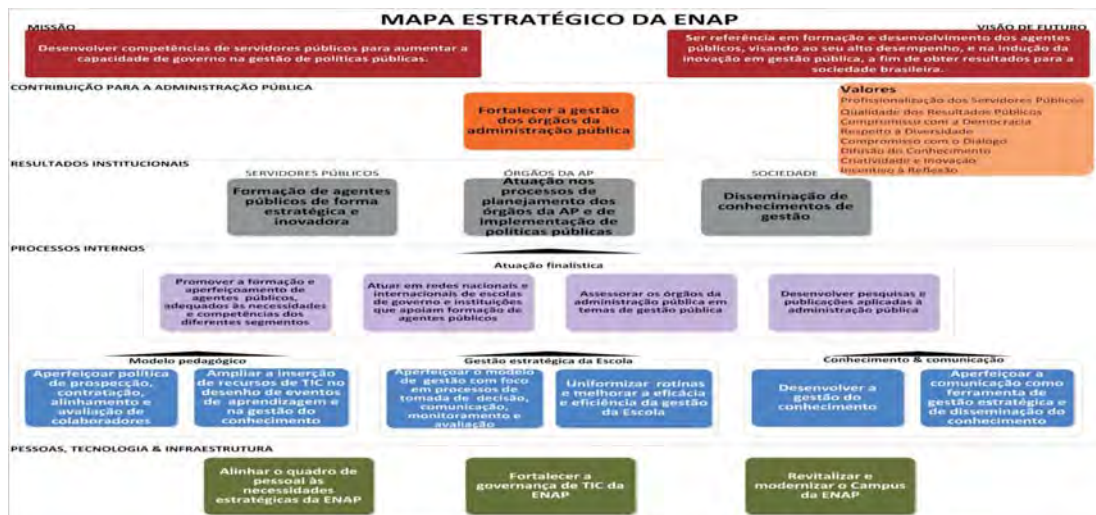 MAPA ESTRATÉGICO DA ENAP
MISSÃO
Desenvolver competências de servidores públicos para aumentar a
capacidade de governo na gestão de políticas públicas.
VISÃO DE FUTURO
Ser referência em formação e desenvolvimento dos agentes
públicos, visando ao seu alto desempenho, e na indução da
inovação em gestão pública, a fim de obter resultados para a
sociedade brasileira.
CONTRIBUIÇÃO PARA A ADMINISTRAÇÃO PÚBLICA
Fortalecer a gestão
dos órgãos da
administração pública
Valores
Profissionalização dos Servidores Públicos
Qualidade dos Resultados Públicos
Compromisso com a Democracia
Respeito à Diversidade
Compromisso com o Dialogo
Difusão do Conhecimento
Criatividade e Inovação
Incentivo à Reflexão
RESULTADOS INSTITUCIONAIS
SERVIDORES PÚBLICOS
Formação de agentes
públicos de forma
estratégica e
inovadora
ÓRGÃOS DA AP
Atuação nos
processos de
planejamento dos
órgãos da AP e de
implementação de
políticas públicas
SOCIEDADE
Disseminação de
conhecimentos de
gestão
PROCESSOS INTERNOS
Atuação finalística
Promover a formação e
aperfeiçoamento de
agentes públicos,
adequados às necessidades
e competências dos
diferentes segmentos
Atuar em redes nacionais e
internacionais de escolas
de governo e instituições
que apoiam formação de
agentes públicos
Assessorar os órgãos da
administração pública em
temas de gestão pública
Desenvolver pesquisas e
publicações aplicadas à
administração pública
Modelo pedagógico
Aperfeiçoar política
de prospecção,
contratação,
alinhamento e
avaliação de
colaboradores
Ampliar a inserção
de recursos de TIC no
desenho de eventos
de aprendizagem e
na gestão do
conhecimento
Gestão estratégica da Escola
Aperfeiçoar o modelo
de gestão com foco
em processos de
tomada de decisão,
comunicação,
monitoramento e
avaliação
Uniformizar rotinas
e melhorar a eficácia
e eficiência da gestão
da Escola
Conhecimento & comunicação
Desenvolver a
gestão do
conhecimento
Aperfeiçoar a
comunicação como
ferramenta de
gestão estratégica e
de disseminação do
conhecimento
PESSOAS, TECNOLOGIA & INFRAESTRUTURA
Alinhar o quadro de
pessoal às
necessidades
estratégicas da ENAP
Fortalecer a
governança de TIC da
ENAP
Revitalizar e
modernizar o Campus
da ENAP